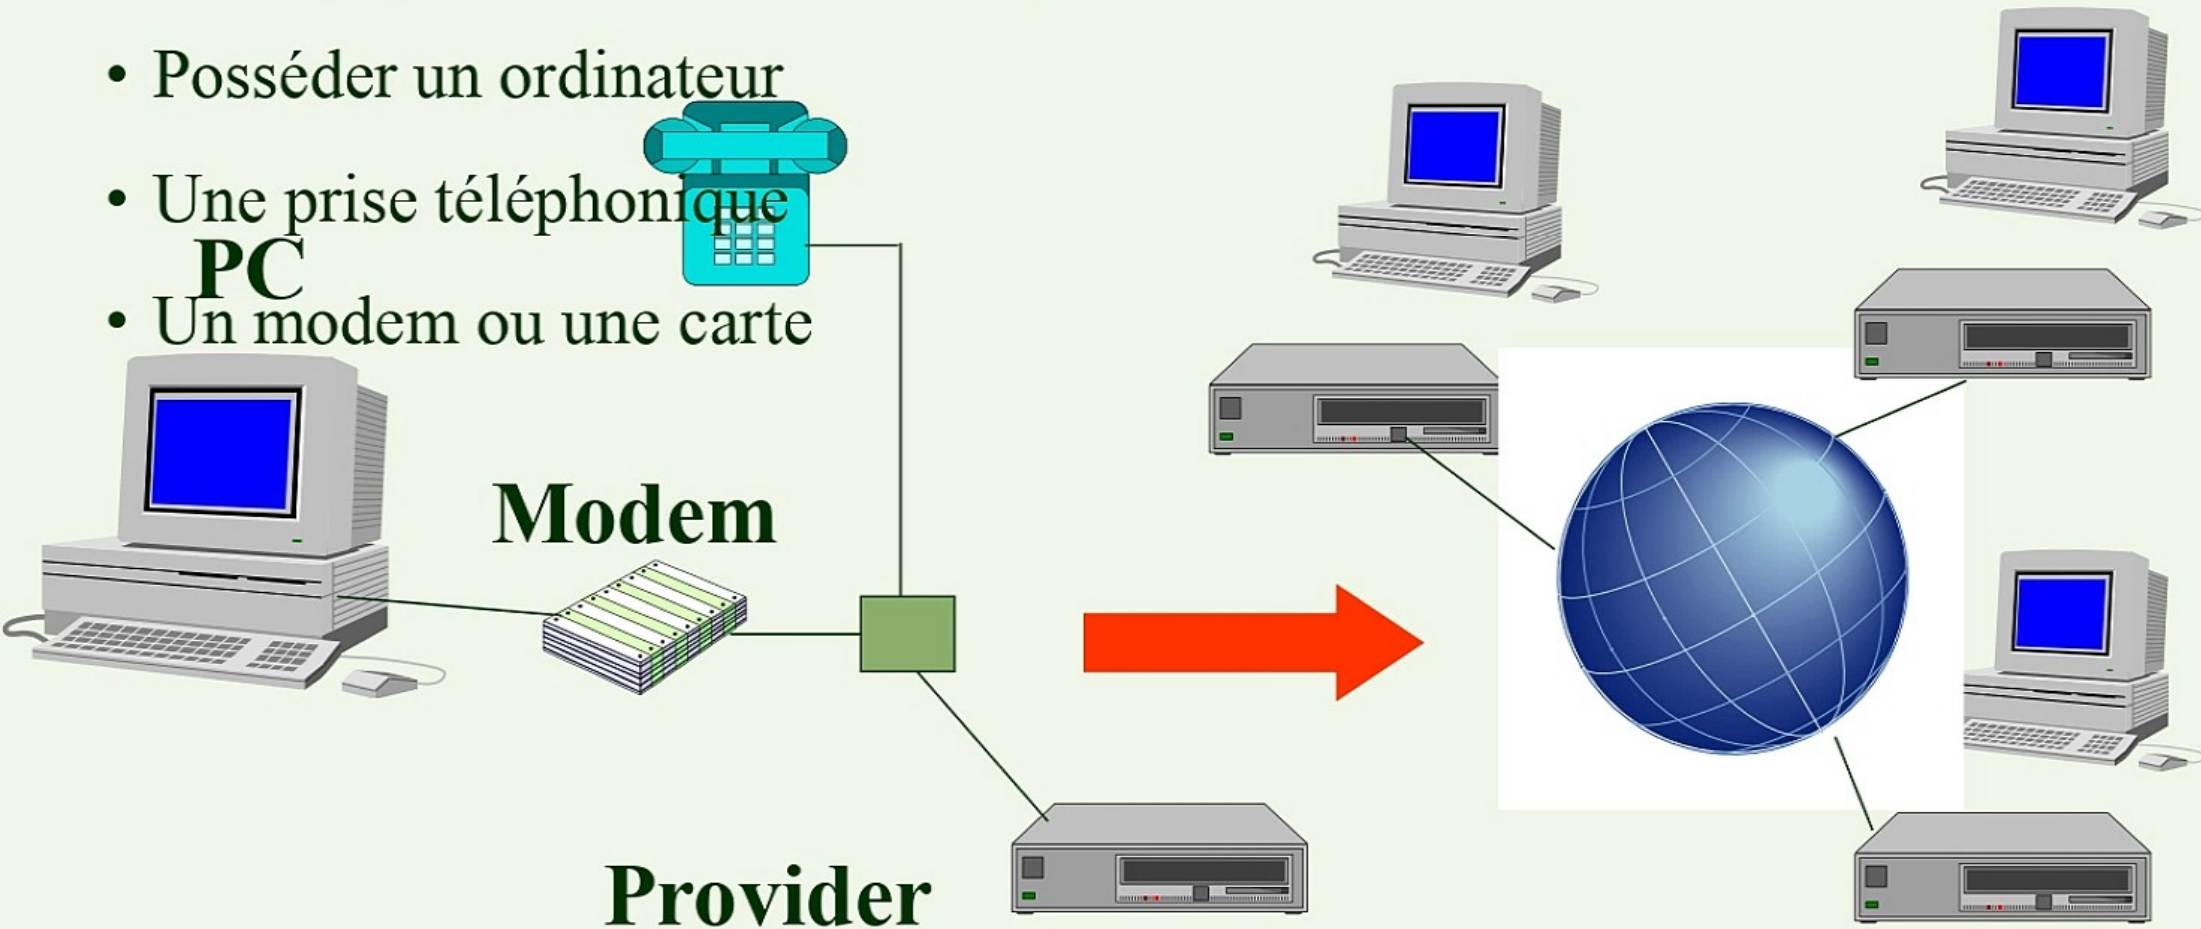 • Posséder un ordinateur
• Une prise téléphonique
PC
• Un modem ou une carte
Modem
Provider